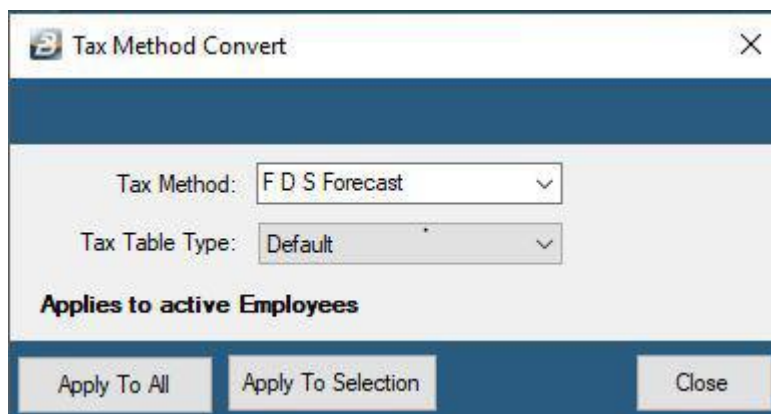 Tax Method Convert
Tax Method: F D S Forecast
Tax Table Type: Default
Applies to active Employees
Apply To All Apply To Selection Close